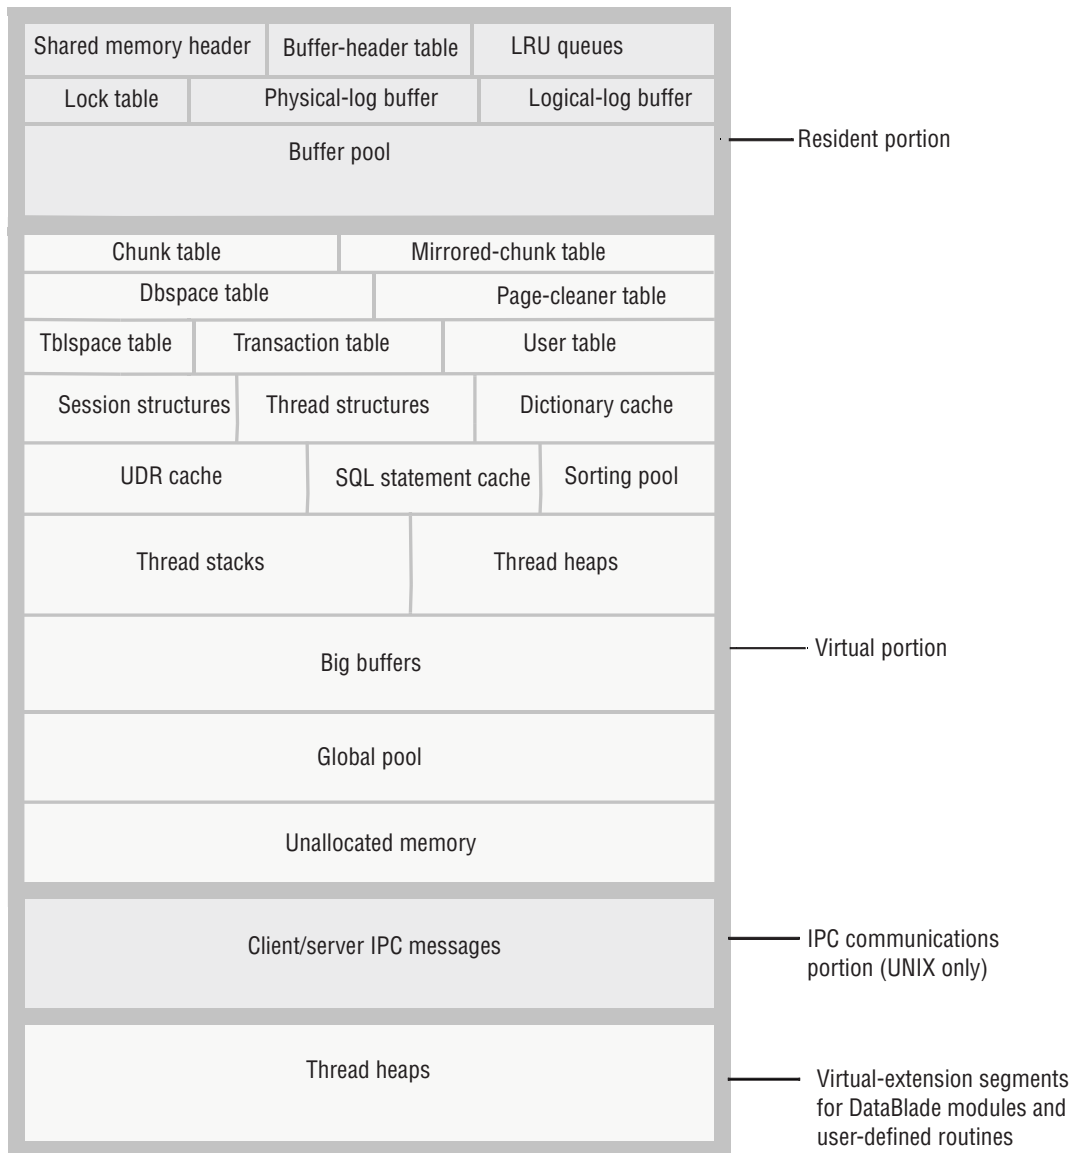 Shared memory header
Buffer-header table
LRU queues
Lock table
Physical-log buffer
Logical-log buffer
Buffer pool
Resident portion
Chunk table
Mirrored-chunk table
Dbspace table
Page-cleaner table
Tblspace table
Transaction table
User table
Session structures
Thread structures
Dictionary cache
UDR cache
SQL statement cache
Sorting pool
Thread stacks
Thread heaps
Big buffers
Virtual portion
Global pool
Unallocated memory
Client/server IPC messages
IPC communications
portion (UNIX only)
Thread heaps
Virtual-extension segments
for DataBlade modules and
user-defined routines